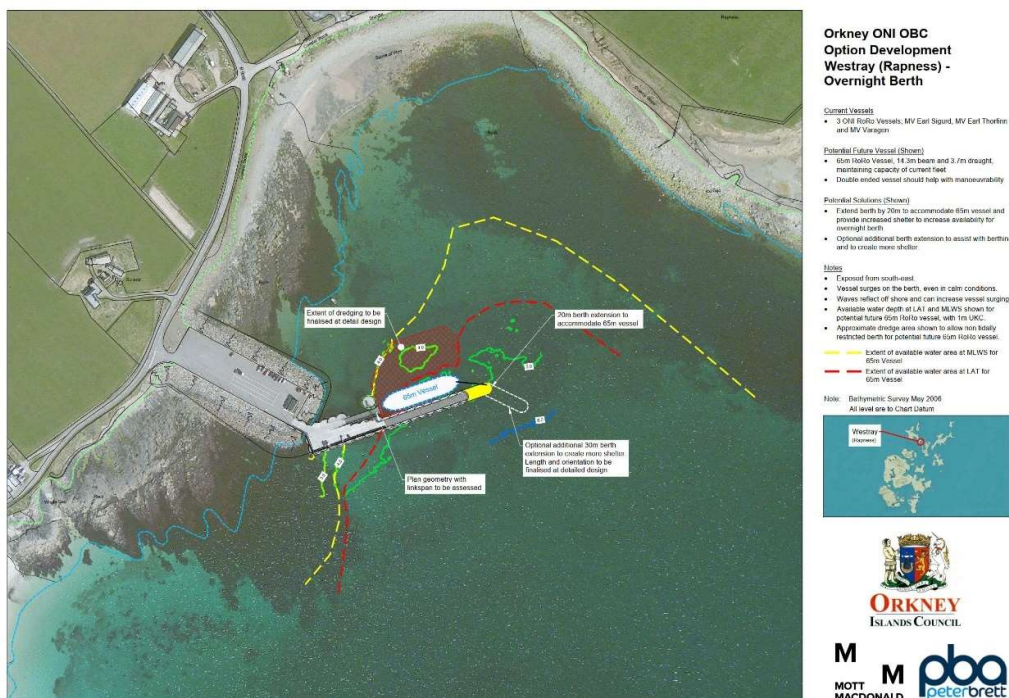 Orkney ONI OBC
Option Development
Westray (Rapness) -
Overnight Berth
Current Vessels
• 3 ONI RoRo Vessels, MV Earl Sigurd, MV Earl Thorfinn
and MV Varagen
Potential Future Vessel (Shown)
• 65m RoRo Vessel, 14.3m beam and 3.7m draught,
maintaining capacity of current fleet
• Double ended vessel should help with manoeuvrability
Potential Solutions (Shown)
• Extend berth by 20m to accommodate 65m vessel and
provide increased shelter to increase availability for
overnight berth
• Optional additional berth extension to assist with berthing
and to create more shelter
Notes
• Exposed from south-east.
• Vessel surges on the berth, even in calm conditions.
• Waves reflect off shore and can increase vessel surging
• Available water depth at LAT and MLWS shown for
potential future 65m RoRo vessel, with 1m UKC.
• Approximate dredge area shown to allow non tidally
restricted berth for potential future 65m RoRo vessel.
Extent of available water area at MLWS for
65m Vessel
Extent of available water area at LAT for
65m Vessel
Note: Bathymetric Survey May 2006
All level are to Chart Datum
Westray
(Rapness)
ORKNEY
ISLANDS COUNCIL
M
M
MOTT
MACDONALD
pba
peterbrett
Extent of dredging to be
finalised at detail design
20m berth extension to
accommodate 65m vessel
65m Vessel
Optional additional 30m berth
extension to create more shelter
Length and orientation to be
finalised at detailed design
Plan geometry with
linkspan to be assessed